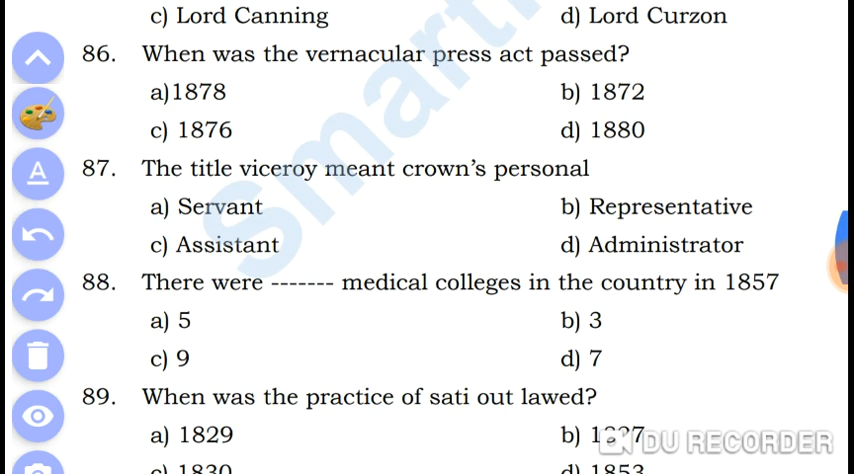 c) Lord Canning d) Lord Curzon
86. When was the vernacular press act passed?
a)1878 b) 1872
c) 1876 d) 1880
87. The title viceroy meant crown's personal
a) Servant b) Representative
c) Assistant d) Administrator
88. There were ------- medical colleges in the country in 1857
a) 5 b) 3
c) 9 d) 7
89. When was the practice of sati out lawed?
a) 1829 b)
DU RECORDER
c) 1830 d) 1853
A